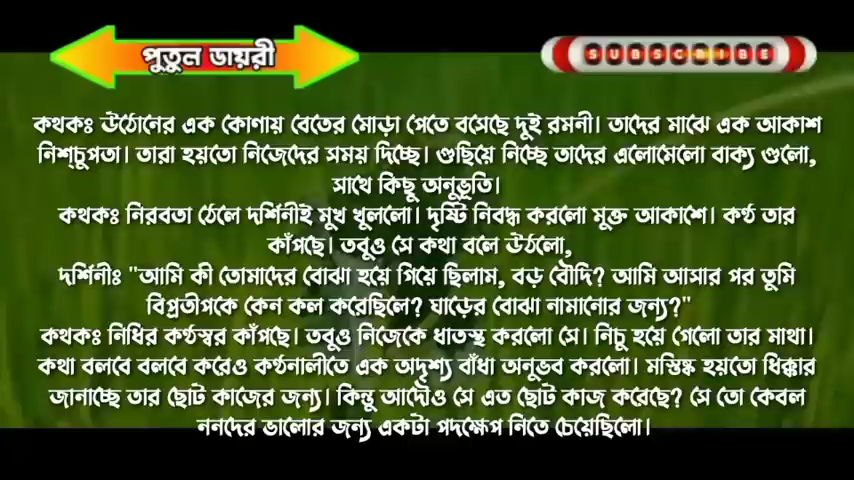 পুতুল ডায়রী
SUBSCRIBE
কথকঃ উঠোনের এক কোণায় বেতের মোড়া পেতে বসেছে দুই রমনী। তাদের মাঝে এক আকাশ
নিশ্চুপতা। তারা হয়তো নিজেদের সময় দিচ্ছে। গুছিয়ে নিচ্ছে তাদের এলোমেলো বাক্য গুলো,
সাথে কিছু অনুভূতি।
কথকঃ নিরবতা ঠেলে দর্শিনীই মুখ খুললো। দৃষ্টি নিবদ্ধ করলো মুক্ত আকাশে। কণ্ঠ তার
কাঁপছে। তবুও সে কথা বলে উঠলো,
দর্শিনীঃ "আমি কী তোমাদের বোঝা হয়ে গিয়ে ছিলাম, বড় বৌদি? আমি আসার পর তুমি
বিপ্রতীপকে কেন কল করেছিলে? ঘাড়ের বোঝা নামানোর জন্য?"
কথকঃ নিধির কণ্ঠস্বর কাঁপছে। তবুও নিজেকে ধাতস্থ করলো সে। নিচু হয়ে গেলো তার মাথা।
কথা বলবে বলবে করেও কণ্ঠনালীতে এক অদৃশ্য বাঁধা অনুভব করলো। মস্তিষ্ক হয়তো ধিক্কার
জানাচ্ছে তার ছোট কাজের জন্য। কিন্তু আদৌও সে এত ছোট কাজ করেছে? সে তো কেবল
ননদের ভালোর জন্য একটা পদক্ষেপ নিতে চেয়েছিলো।